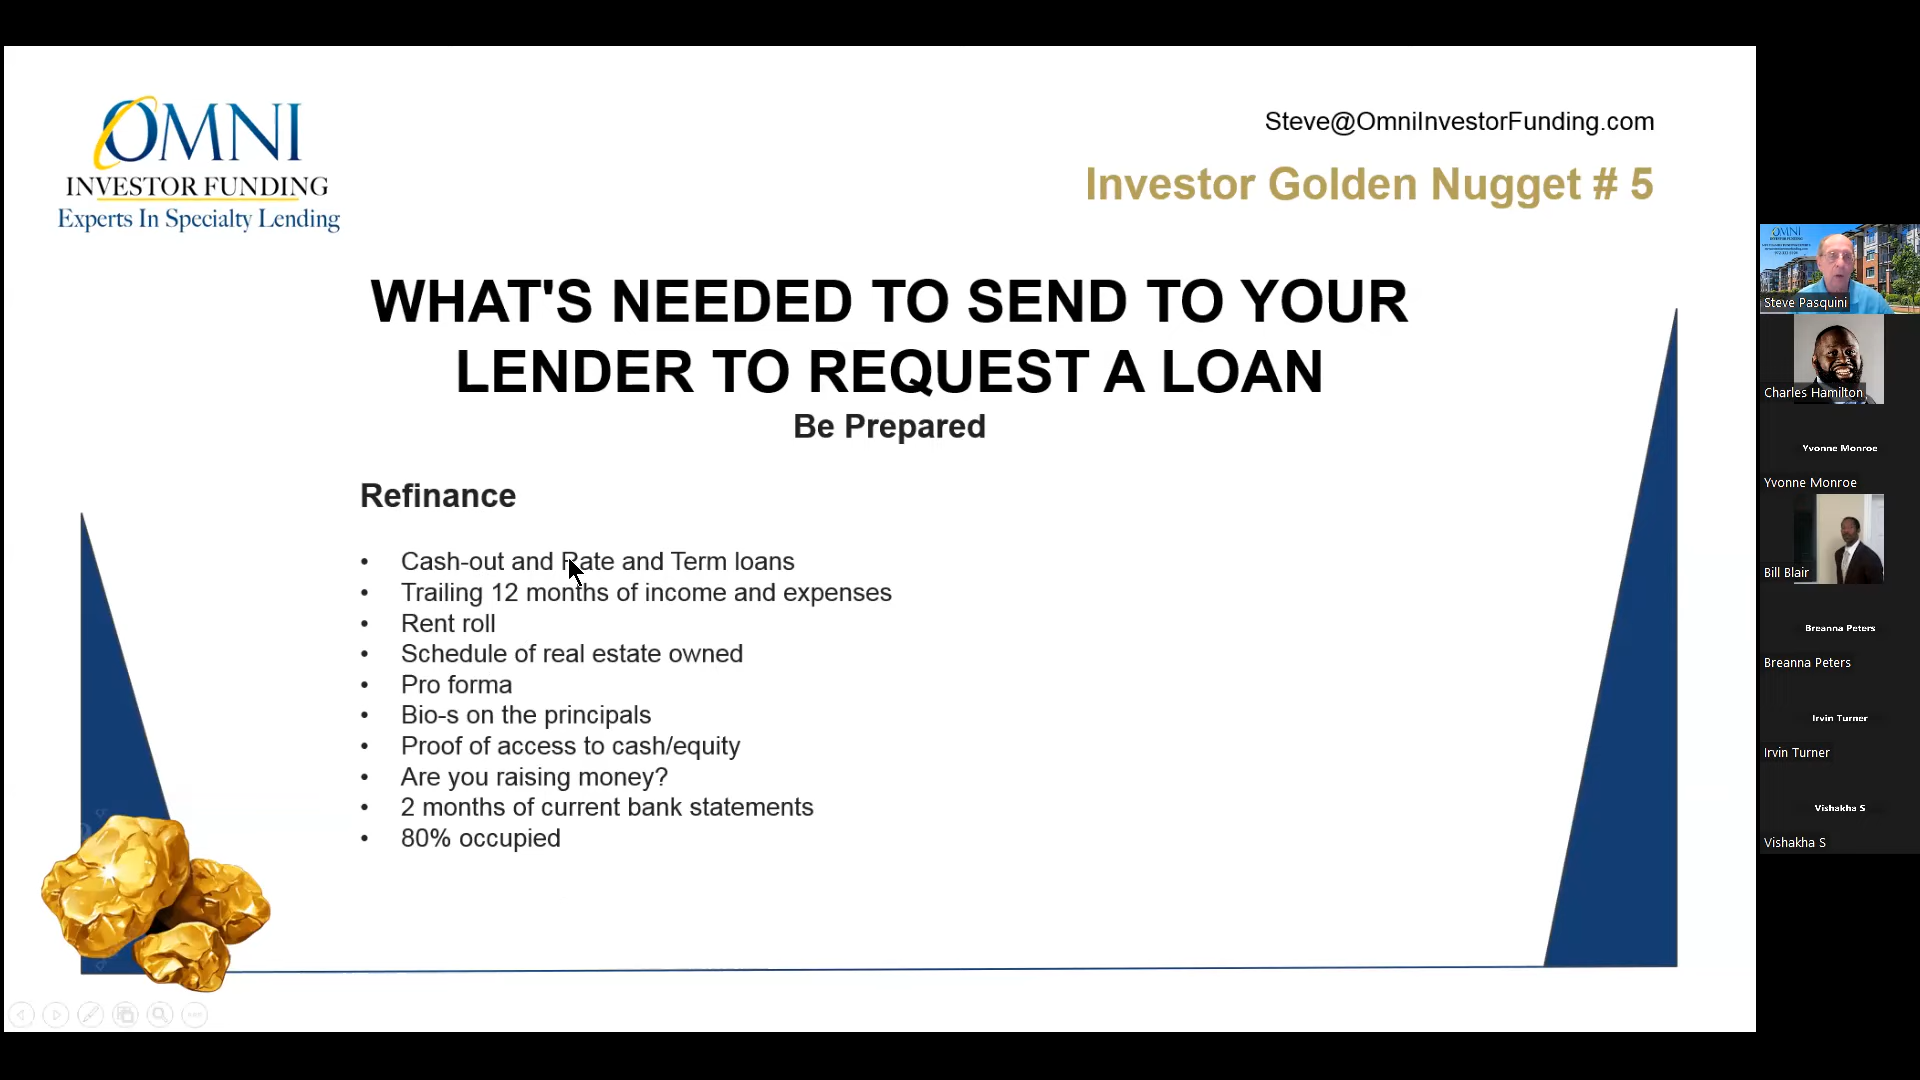 OMNI
INVESTOR FUNDING
Experts In Specialty Lending
Steve@OmniInvestorFunding.com
Investor Golden Nugget # 5
WHAT'S NEEDED TO SEND TO YOUR
LENDER TO REQUEST A LOAN
Be Prepared
Refinance
• Cash-out and Rate and Term loans
• Trailing 12 months of income and expenses
• Rent roll
• Schedule of real estate owned
• Pro forma
• Bio-s on the principals
• Proof of access to cash/equity
• Are you raising money?
• 2 months of current bank statements
• 80% occupied
OMNI
Steve Pasquini
Charles Hamilton
Yvonne Monroe
Yvonne Monroe
Bill Blair
Breanna Peters
Breanna Peters
Irvin Turner
Irvin Turner
Vishakha S
Vishakha S